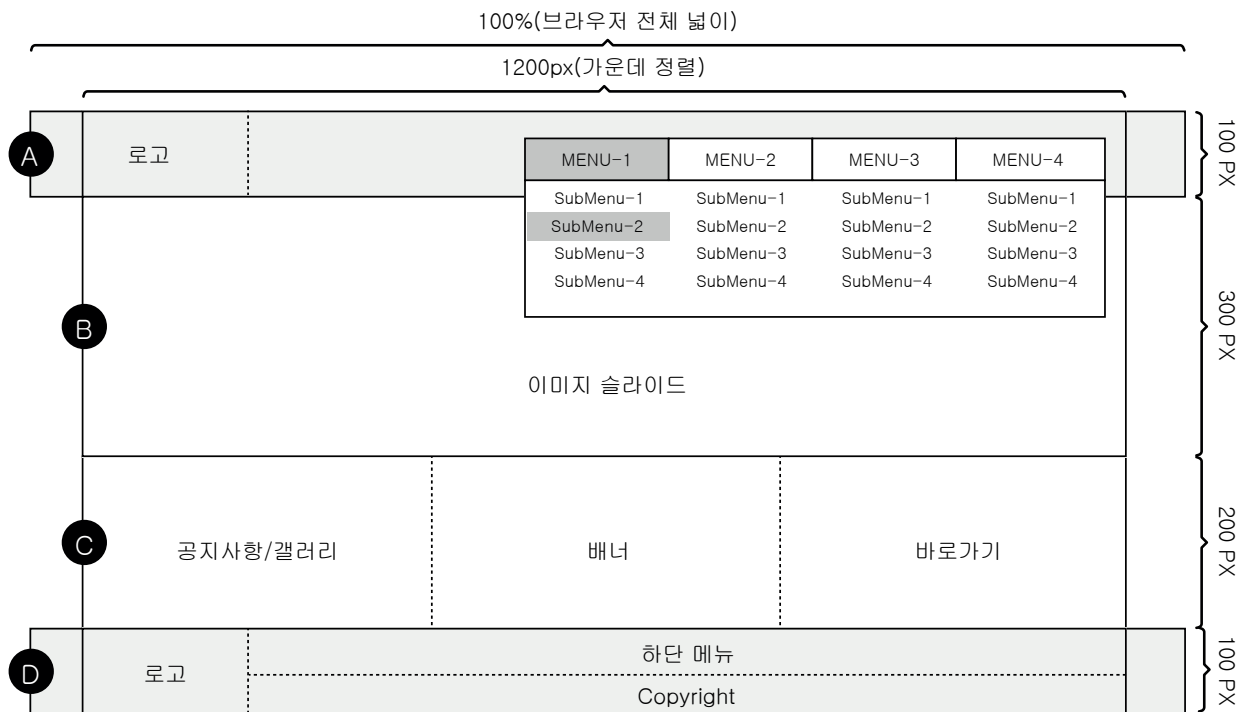 100%(브라우저 전체 넓이)
1200px(가운데 정렬)
A
로고
MENU-1 MENU-2 MENU-3 MENU-4
100 PX
SubMenu-1 SubMenu-1 SubMenu-1 SubMenu-1
SubMenu-2 SubMenu-2 SubMenu-2 SubMenu-2
SubMenu-3 SubMenu-3 SubMenu-3 SubMenu-3
SubMenu-4 SubMenu-4 SubMenu-4 SubMenu-4
B
300 PX
이미지 슬라이드
C
공지사항/갤러리 배너 바로가기
200 PX
D
로고
하단 메뉴
Copyright
100 PX